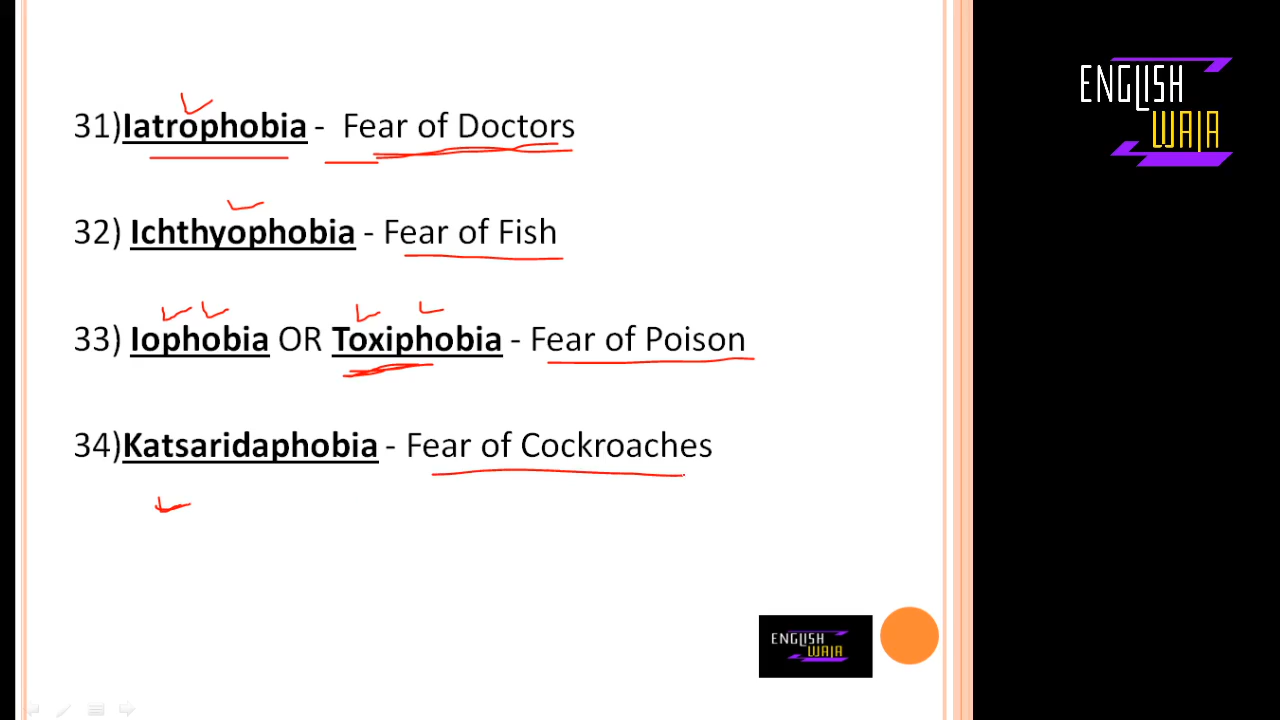 ENGLISH
WAJA
31)Iatrophobia - Fear of Doctors
32) Ichthyophobia - Fear of Fish
33) Iophobia OR Toxiphobia - Fear of Poison
34)Katsaridaphobia - Fear of Cockroaches
ENGLISH
WAJA